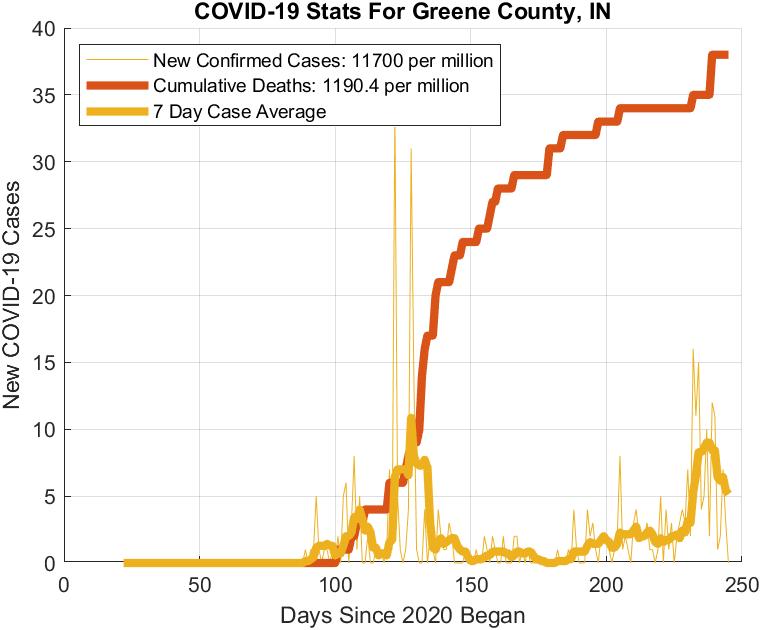 COVID-19 Stats For Greene County, IN
New Confirmed Cases: 11700 per million
Cumulative Deaths: 1190.4 per million
7 Day Case Average
New COVID-19 Cases
40
35
30
25
20
15
10
5
0
0 50 100 150 200 250
Days Since 2020 Began